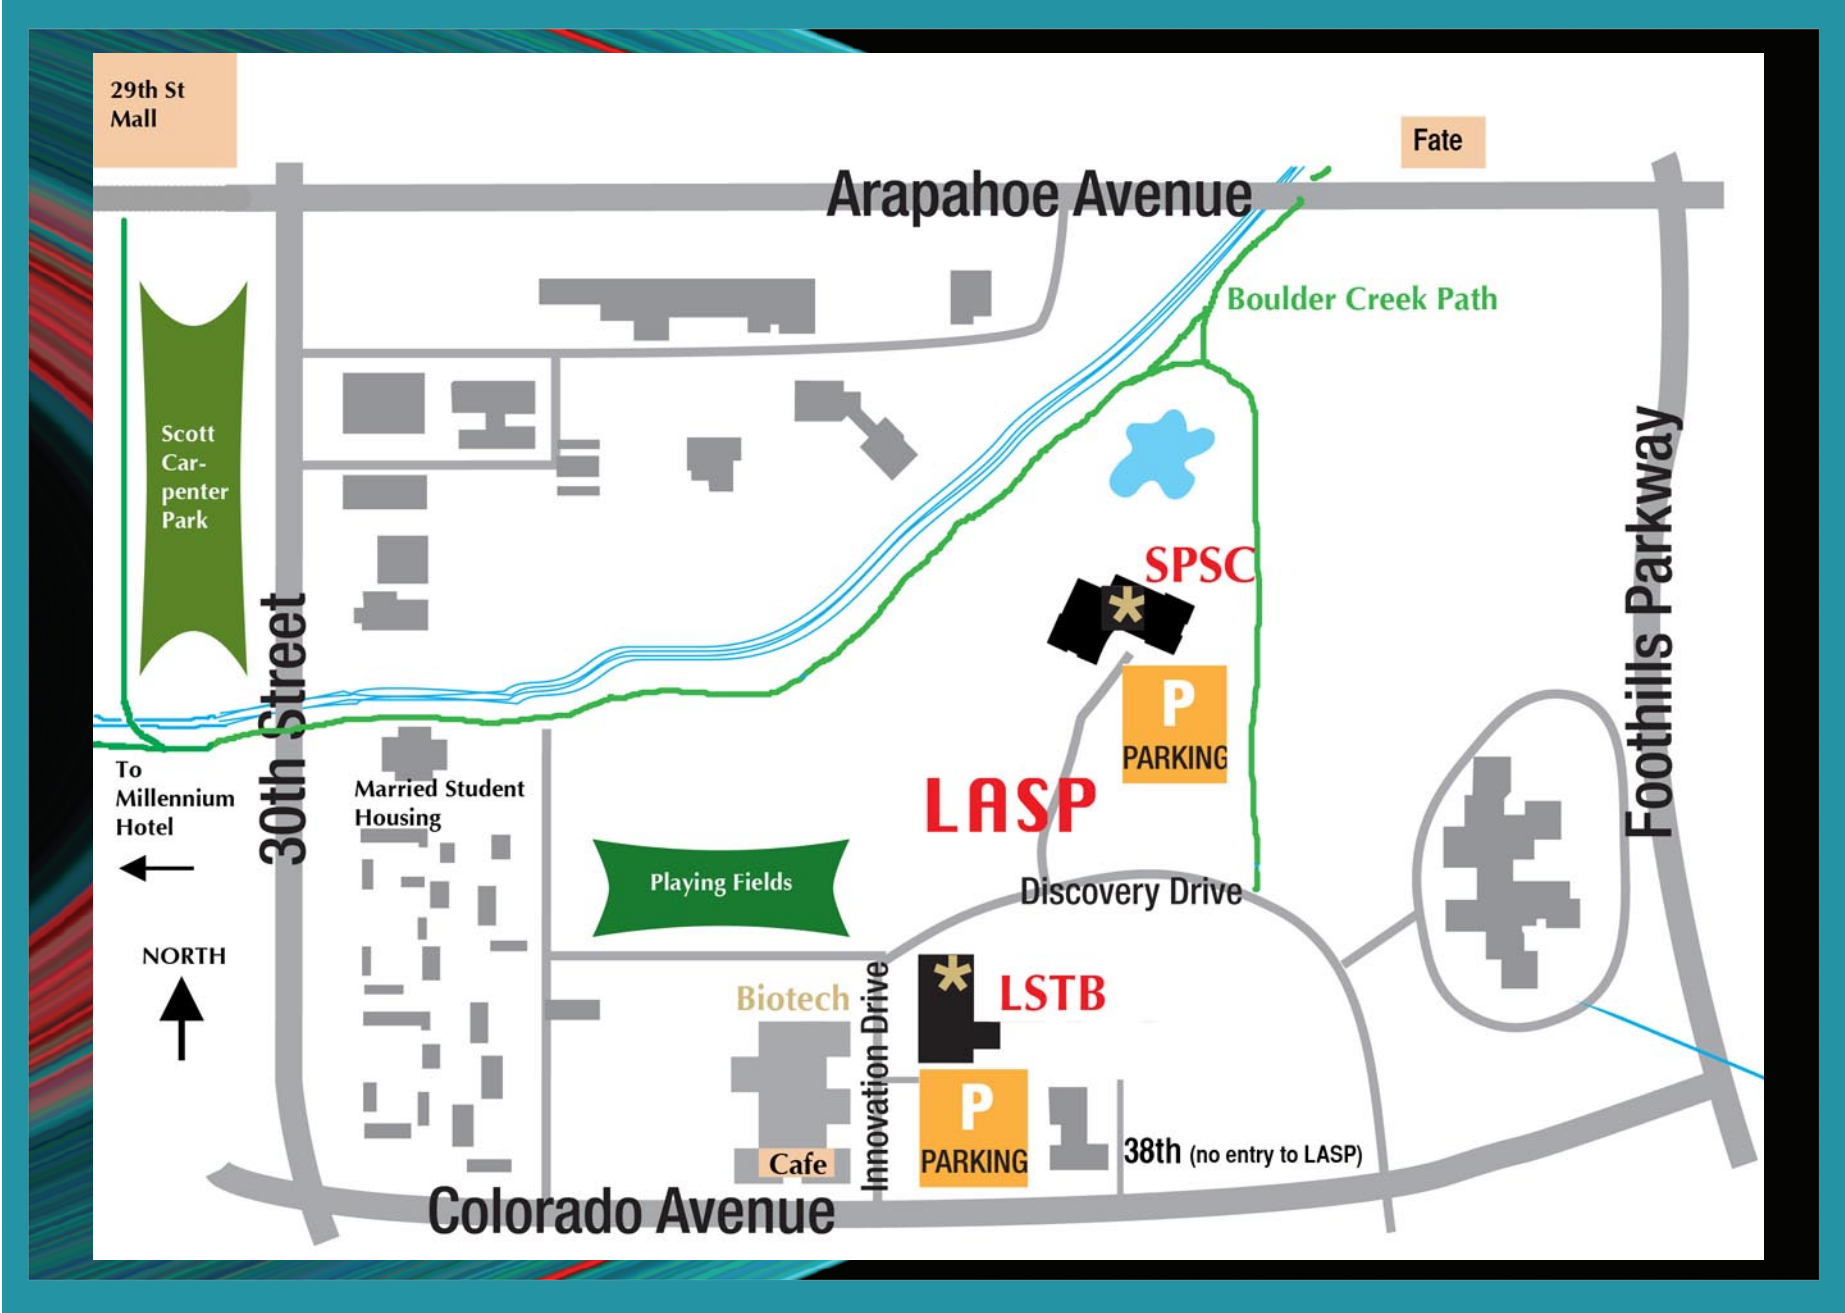 29th St
Mall
Fate
Arapahoe Avenue
Boulder Creek Path
Scott
Car-
penter
Park
Foothills Parkway
SPSC
*
30th Street
P
PARKING
To
Millennium
Hotel
Married Student
Housing
LASP
Playing Fields
Discovery Drive
NORTH
Biotech
Innovation Drive
*
LSTB
P
PARKING
38th (no entry to LASP)
Cafe
Colorado Avenue